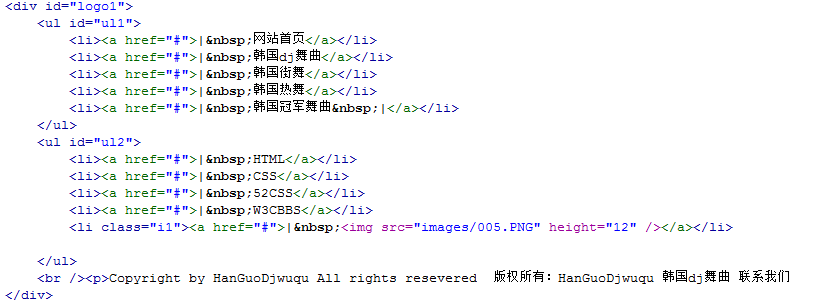 <div id="logo1">
<ul id="ul1">
<li><a href="#">|&nbsp;网站首页</a></li>
<li><a href="#">|&nbsp;韩国dj舞曲</a></li>
<li><a href="#">|&nbsp;韩国街舞</a></li>
<li><a href="#">|&nbsp;韩国热舞</a></li>
<li><a href="#">|&nbsp;韩国冠军舞曲&nbsp;|</a></li>
</ul>
<ul id="ul2">
<li><a href="#">|&nbsp;HTML</a></li>
<li><a href="#">|&nbsp;CSS</a></li>
<li><a href="#">|&nbsp;52CSS</a></li>
<li><a href="#">|&nbsp;W3CBBS</a></li>
<li class="i1"><a href="#">|&nbsp;<img src="images/005.PNG" height="12" /></a></li>
</ul>
<br /><p>Copyright by HanGuoDjwuqu All rights resevered  版权所有：HanGuoDjwuqu 韩国dj舞曲 联系我们
</div>